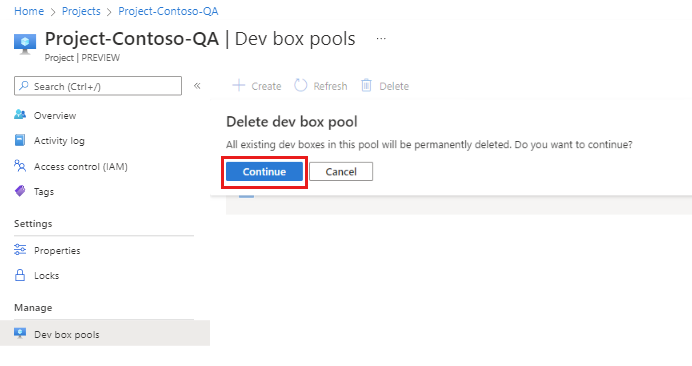 Home > Projects > Project-Contoso-QA
Project-Contoso-QA | Dev box pools ...
Project | PREVIEW
Search (Ctrl+/) «
Create Refresh Delete
Overview
Activity log
Access control (IAM)
Tags
Settings
Properties
Locks
Manage
Dev box pools
Delete dev box pool
All existing dev boxes in this pool will be permanently deleted. Do you want to continue?
Continue Cancel